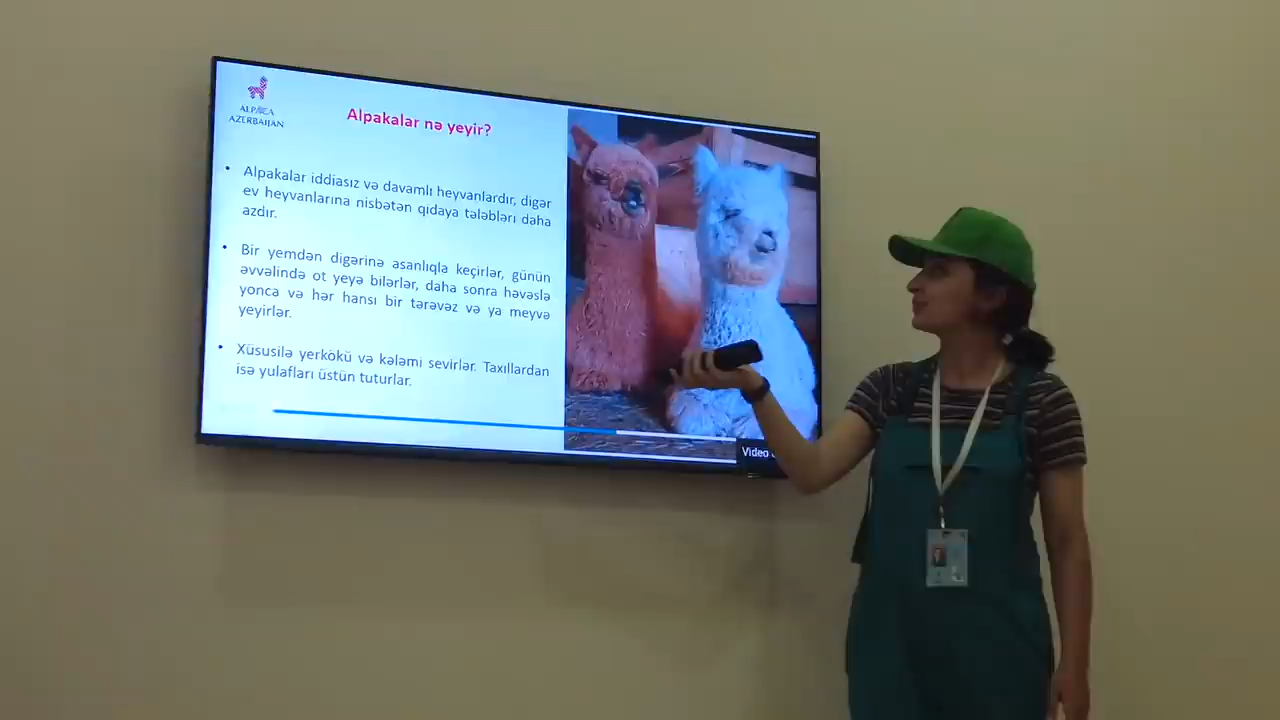 ALPACA
AZERBAIJAN
Alpakalar nə yeyir?
• Alpakalar iddiasız və davamlı heyvanlardır, digər
ev heyvanlarına nisbətən qidaya tələbləri daha
azdır.
• Bir yemdən digərinə asanlıqla keçirlər, günün
əvvəlində ot yeyə bilərlər, daha sonra həvəslə
yonca və hər hansı bir tərəvəz və ya meyvə
yeyirlər.
• Xüsusilə yerkökü və kələmi sevirlər. Taxıllardan
isə yulafları üstün tuturlar.
Video